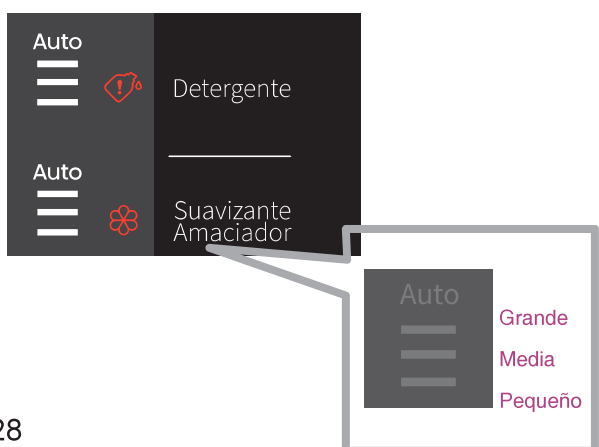 Auto
Detergente
Auto
Suavizante
Amaciador
Auto
Grande
Media
Pequeño
28